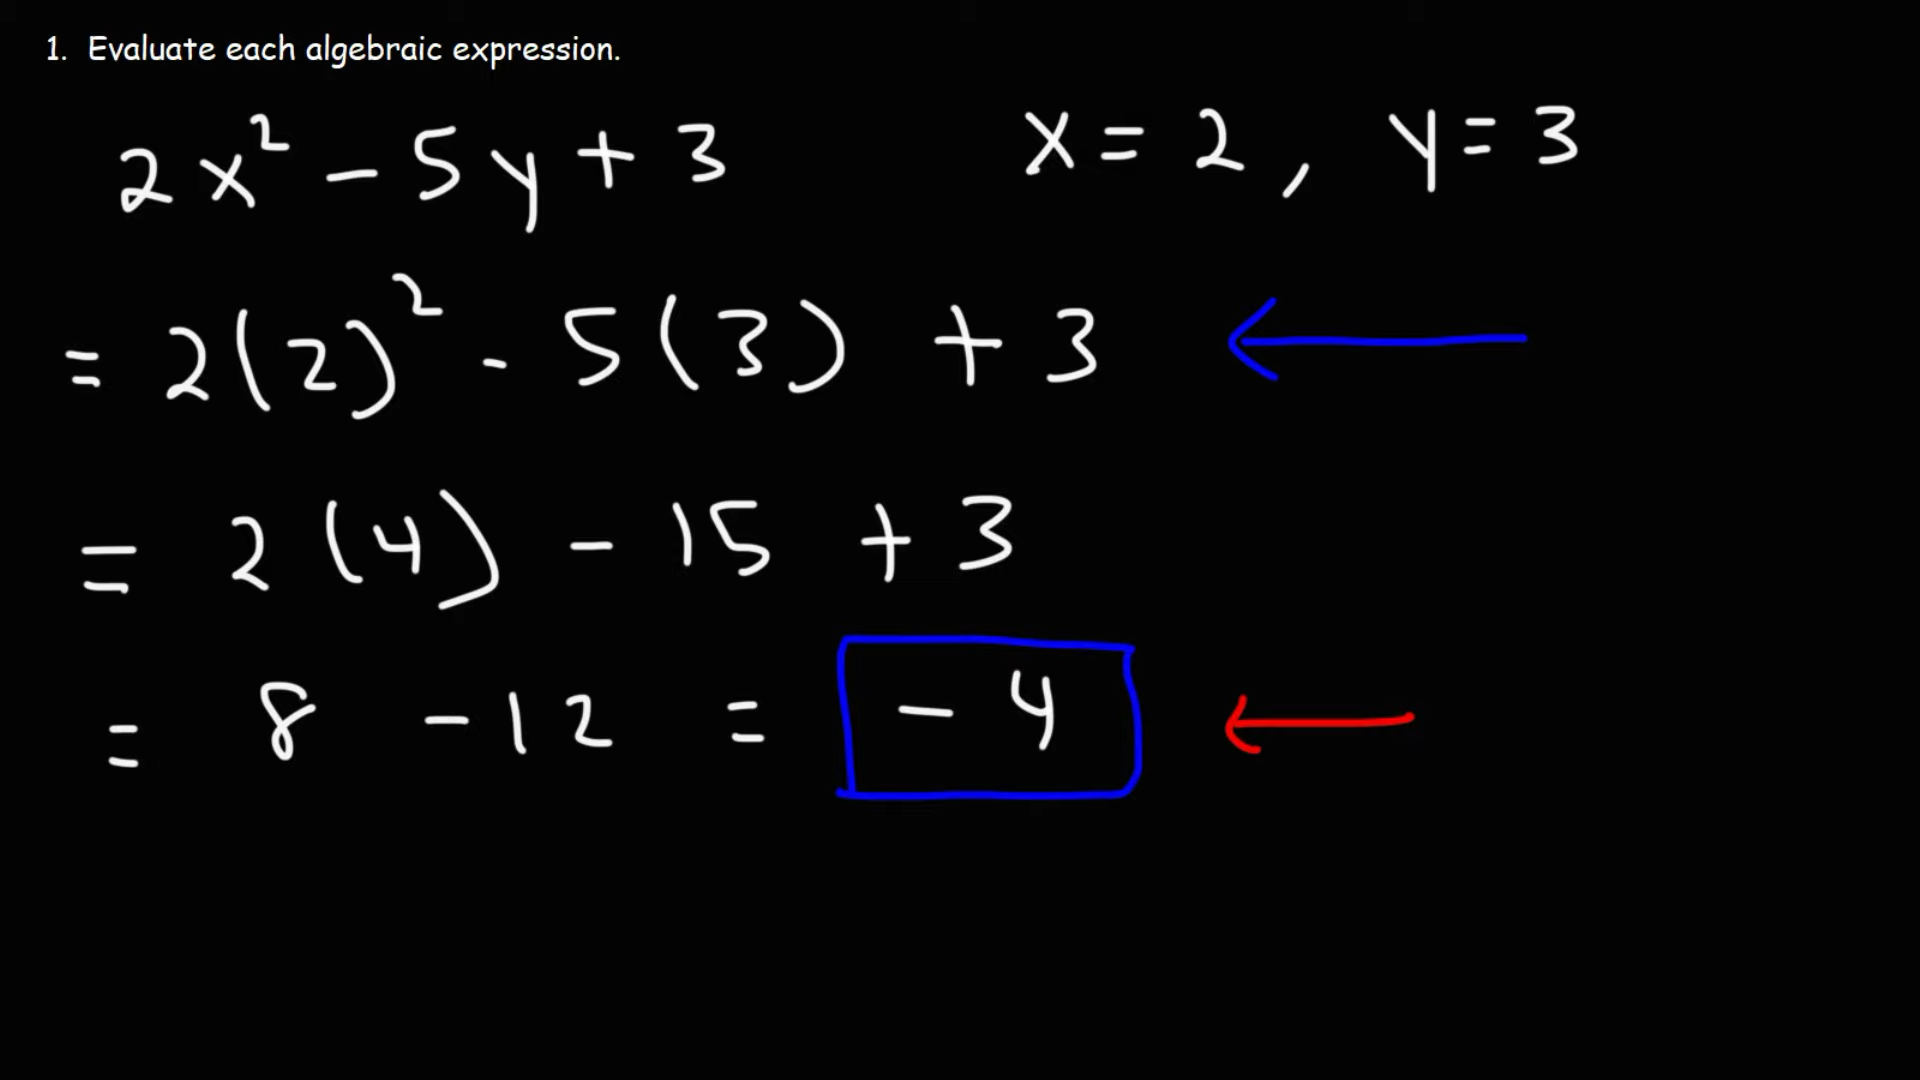 1. Evaluate each algebraic expression.
2x² - 5y + 3    x = 2, y = 3
= 2(2)² - 5(3) + 3
= 2(4) - 15 + 3
= 8 - 12 = -4